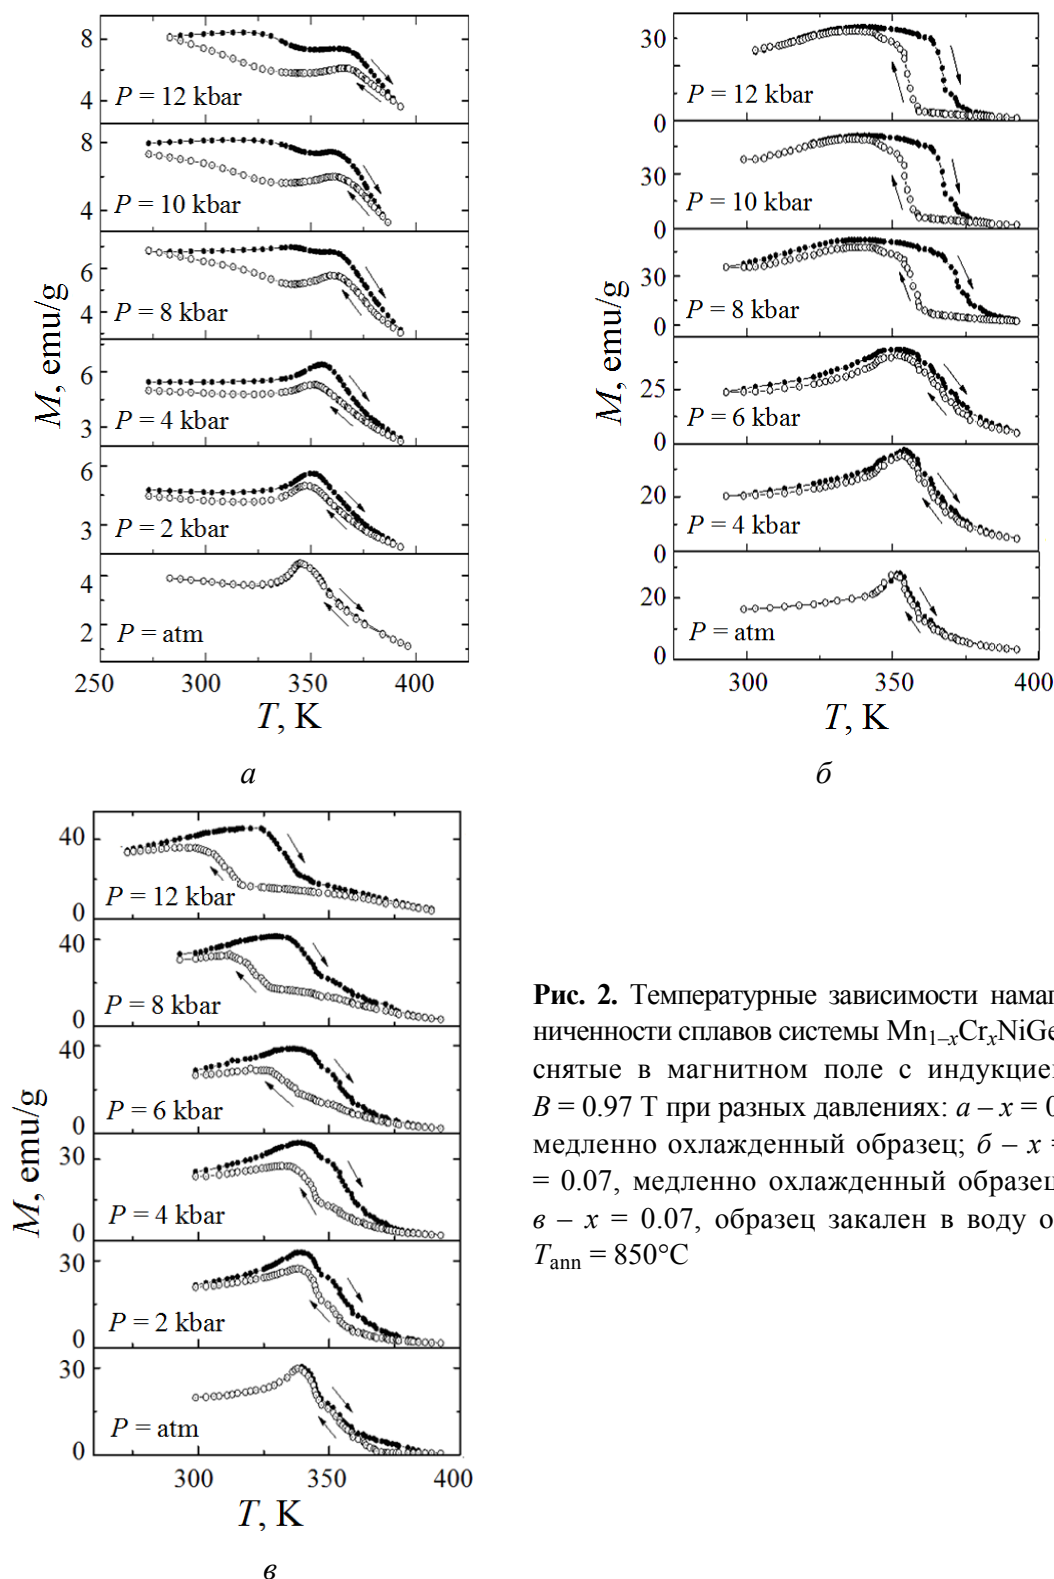 8
4
P = 12 kbar
8
4
P = 10 kbar
6
4
P = 8 kbar
6
3
P = 4 kbar
6
3
P = 2 kbar
4
2
P = atm
M, emu/g
250 300 350 400
T, K
а
30
0
P = 12 kbar
30
0
P = 10 kbar
30
0
P = 8 kbar
25
0
P = 6 kbar
20
0
P = 4 kbar
20
0
P = atm
M, emu/g
300 350 400
T, K
б
40
0
P = 12 kbar
40
0
P = 8 kbar
40
0
P = 6 kbar
30
0
P = 4 kbar
30
0
P = 2 kbar
30
0
P = atm
M, emu/g
300 350 400
T, K
в
Рис. 2. Температурные зависимости намаг-
ниченности сплавов системы Mn1–xCrxNiGe
снятые в магнитном поле с индукцией
B = 0.97 T при разных давлениях: а – x = 0
медленно охлажденный образец; б – x =
= 0.07, медленно охлажденный образец
в – x = 0.07, образец закален в воду о
Tann = 850°C